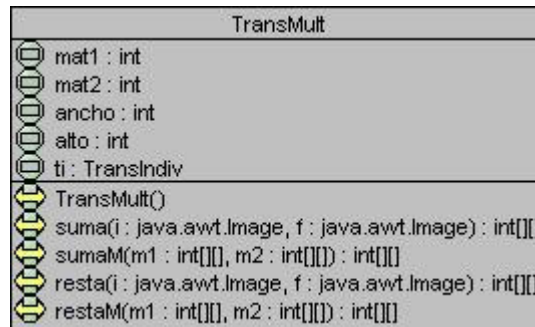 TransMult
mat1 : int
mat2 : int
ancho : int
alto : int
ti : TransIndiv
TransMult()
suma(i : java.awt.Image, f : java.awt.Image) : int[][
sumaM(m1 : int[][], m2 : int[][]) : int[][]
resta(i : java.awt.Image, f : java.awt.Image) : int[][]
restaM(m1 : int[][], m2 : int[][]) : int[][]